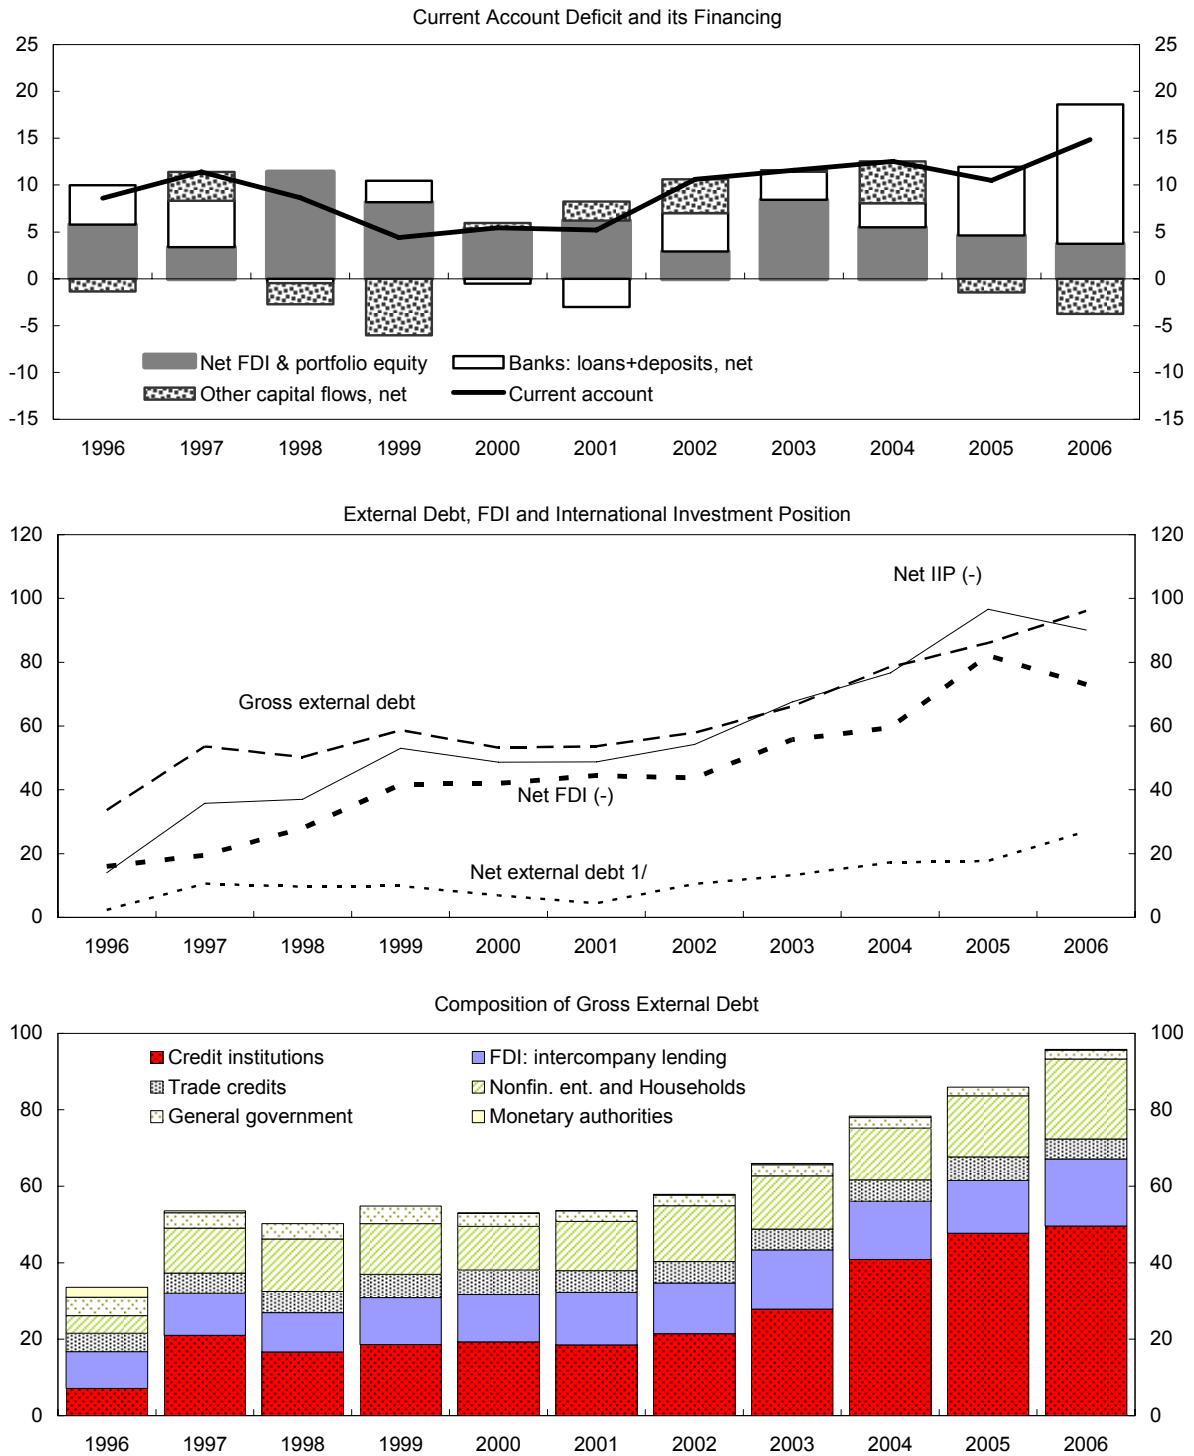 Current Account Deficit and its Financing
25 25
20 20
15 15
10 10
5 5
0 0
-5 -5
-10 -10
-15 -15
Net FDI & portfolio equity Banks: loans+deposits, net
Other capital flows, net Current account
1996 1997 1998 1999 2000 2001 2002 2003 2004 2005 2006
External Debt, FDI and International Investment Position
120 120
100 100
80 80
60 60
40 40
20 20
0 0
Net IIP (-)
Gross external debt
Net FDI (-)
Net external debt 1/
1996 1997 1998 1999 2000 2001 2002 2003 2004 2005 2006
Composition of Gross External Debt
100 100
80 80
60 60
40 40
20 20
0 0
Credit institutions FDI: intercompany lending
Trade credits Nonfin. ent. and Households
General government Monetary authorities
1996 1997 1998 1999 2000 2001 2002 2003 2004 2005 2006